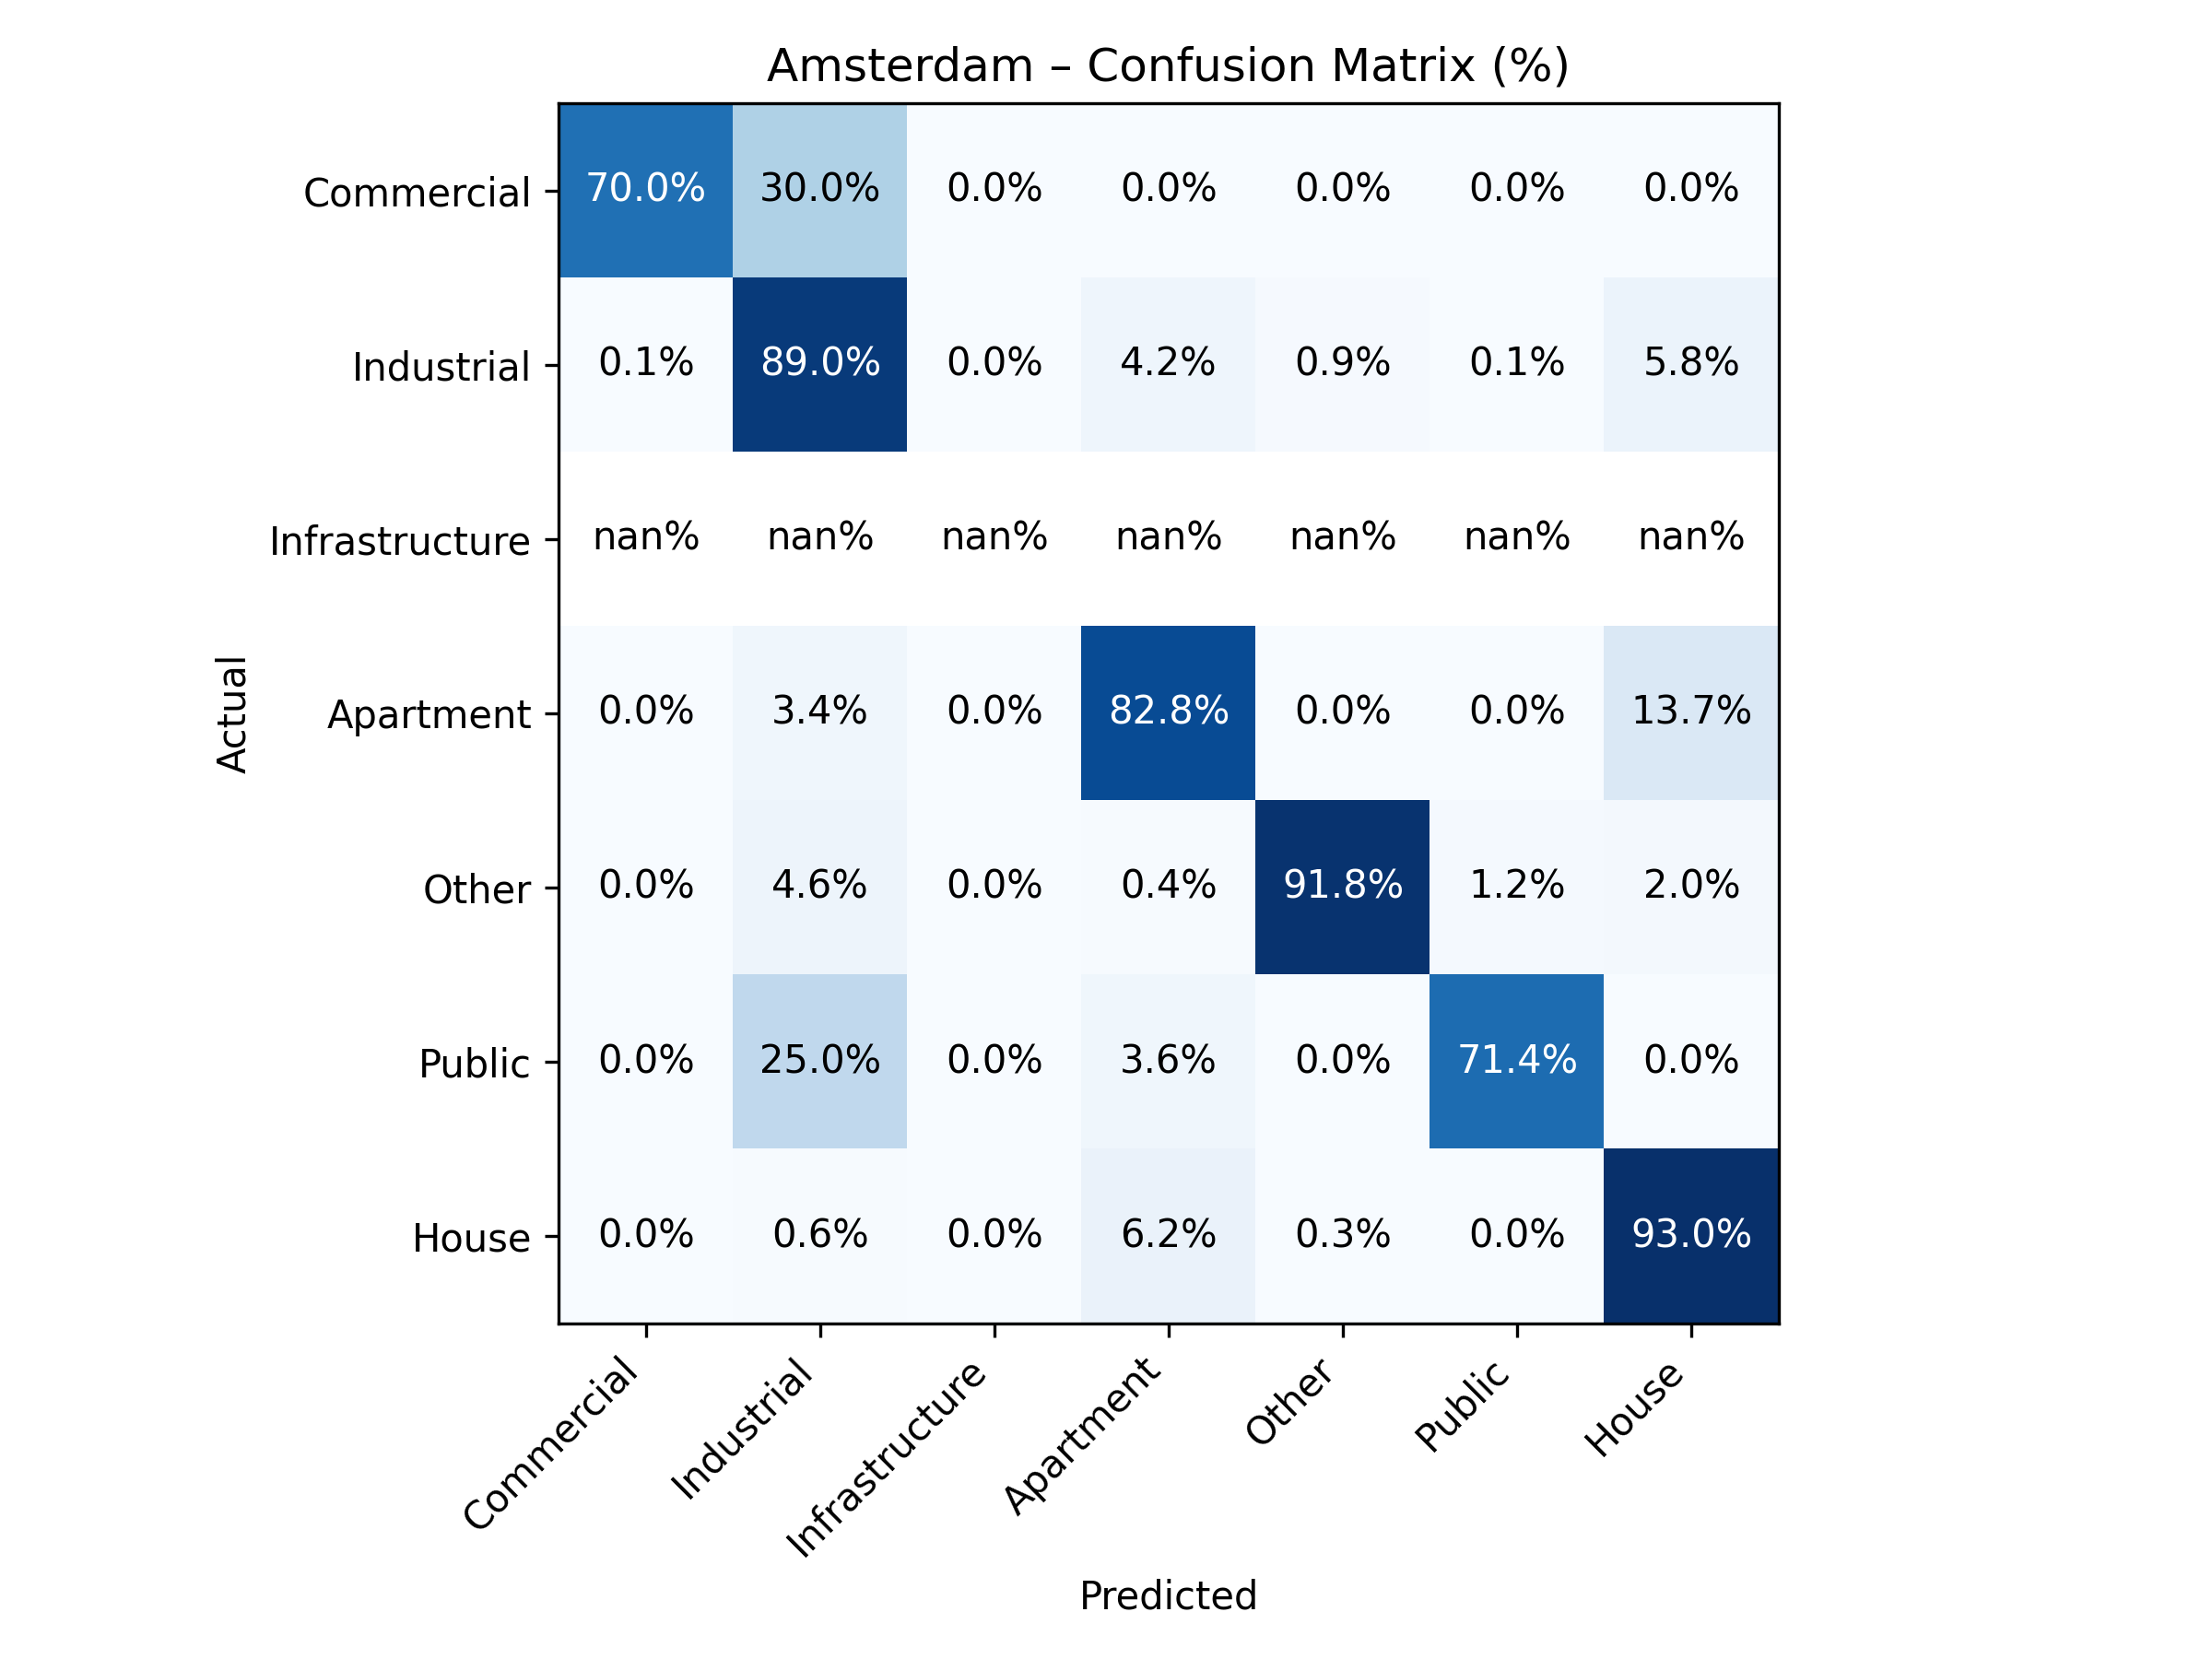 Amsterdam – Confusion Matrix (%)
Commercial 70.0% 30.0% 0.0% 0.0% 0.0% 0.0% 0.0%
Industrial 0.1% 89.0% 0.0% 4.2% 0.9% 0.1% 5.8%
Infrastructure nan% nan% nan% nan% nan% nan% nan%
Actual
Apartment 0.0% 3.4% 0.0% 82.8% 0.0% 0.0% 13.7%
Other 0.0% 4.6% 0.0% 0.4% 91.8% 1.2% 2.0%
Public 0.0% 25.0% 0.0% 3.6% 0.0% 71.4% 0.0%
House 0.0% 0.6% 0.0% 6.2% 0.3% 0.0% 93.0%
Commercial Industrial Infrastructure Apartment Other Public House
Predicted